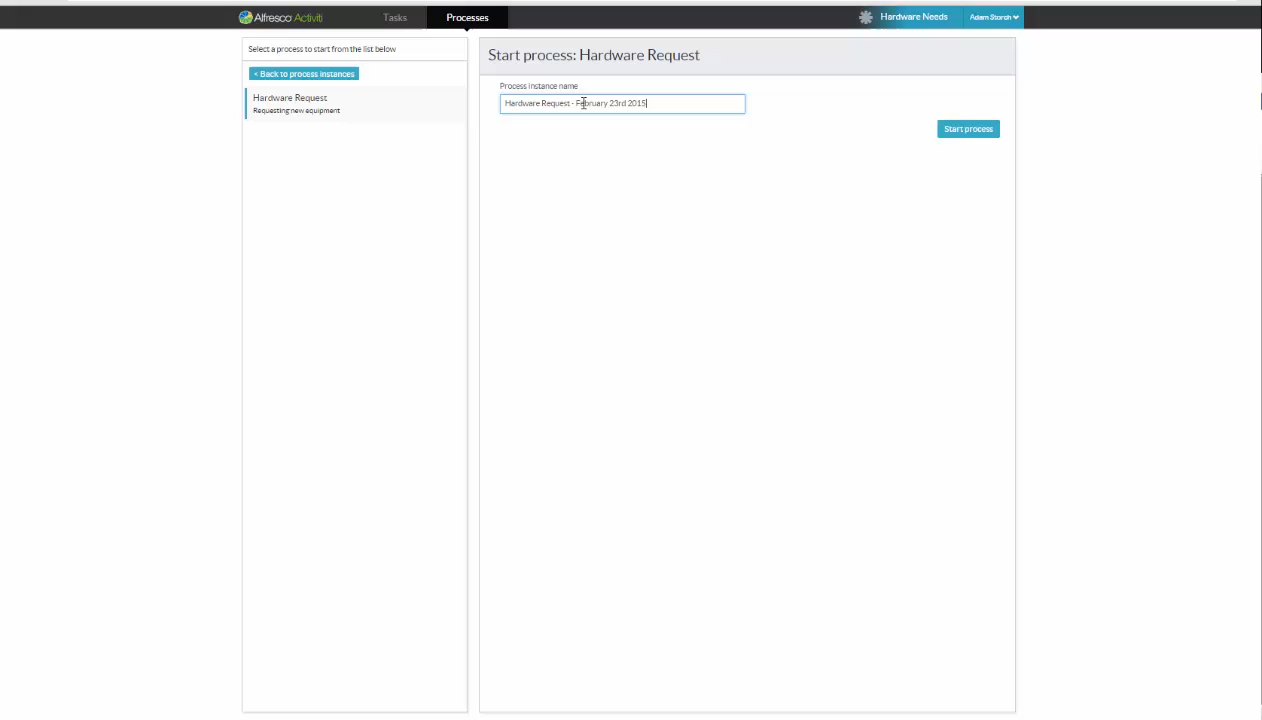 Alfresco Activiti
Tasks
Processes
Hardware Needs
Adam Storch
Select a process to start from the list below
< Back to process instances
Hardware Request
Requesting new equipment
Start process: Hardware Request
Process instance name
Hardware Request - February 23rd 2015
Start process